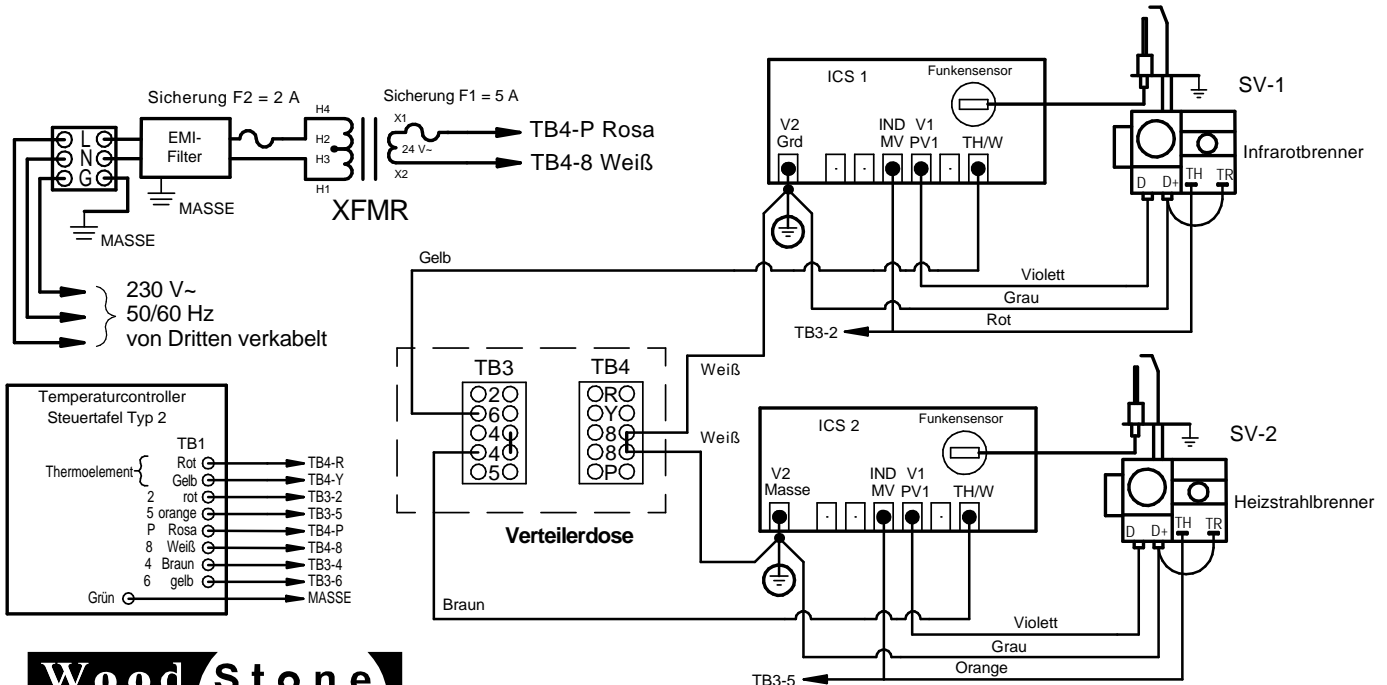 Sicherung F2 = 2 A
Sicherung F1 = 5 A
L
N
G
EMI-
Filter
MASSE
MASSE
H4
H2
H3
H1
X1
24 V~
X2
XFMR
TB4-P Rosa
TB4-8 Weiß
230 V~
50/60 Hz
von Dritten verkabelt
ICS 1
Funkensensor
V2
Grd
IND
MV
V1
PV1
TH/W
SV-1
Infrarotbrenner
D
D+
TH
TR
Gelb
Violett
Grau
Rot
TB3-2
TB3
2
6
4
4
5
TB4
R
Y
8
8
P
Verteilerdose
Weiß
Weiß
Braun
ICS 2
Funkensensor
V2
Masse
IND
MV
V1
PV1
TH/W
SV-2
Heizstrahlbrenner
D
D+
TH
TR
Violett
Grau
Orange
TB3-5
Temperaturcontroller
Steuertafel Typ 2
TB1
Thermoelement
Rot TB4-R
Gelb TB4-Y
2 rot TB3-2
5 orange TB3-5
P Rosa TB4-P
8 Weiß TB4-8
4 Braun TB3-4
6 gelb TB3-6
Grün MASSE
Wood Stone